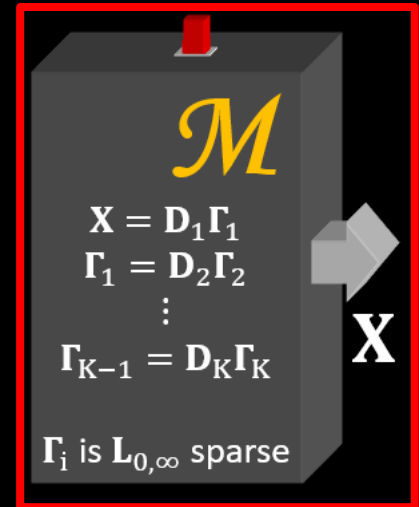 ℳ
X = D₁Γ₁
Γ₁ = D₂Γ₂
⋮
Γ_{K−1} = D_KΓ_K
X
Γᵢ is L₀,∞ sparse